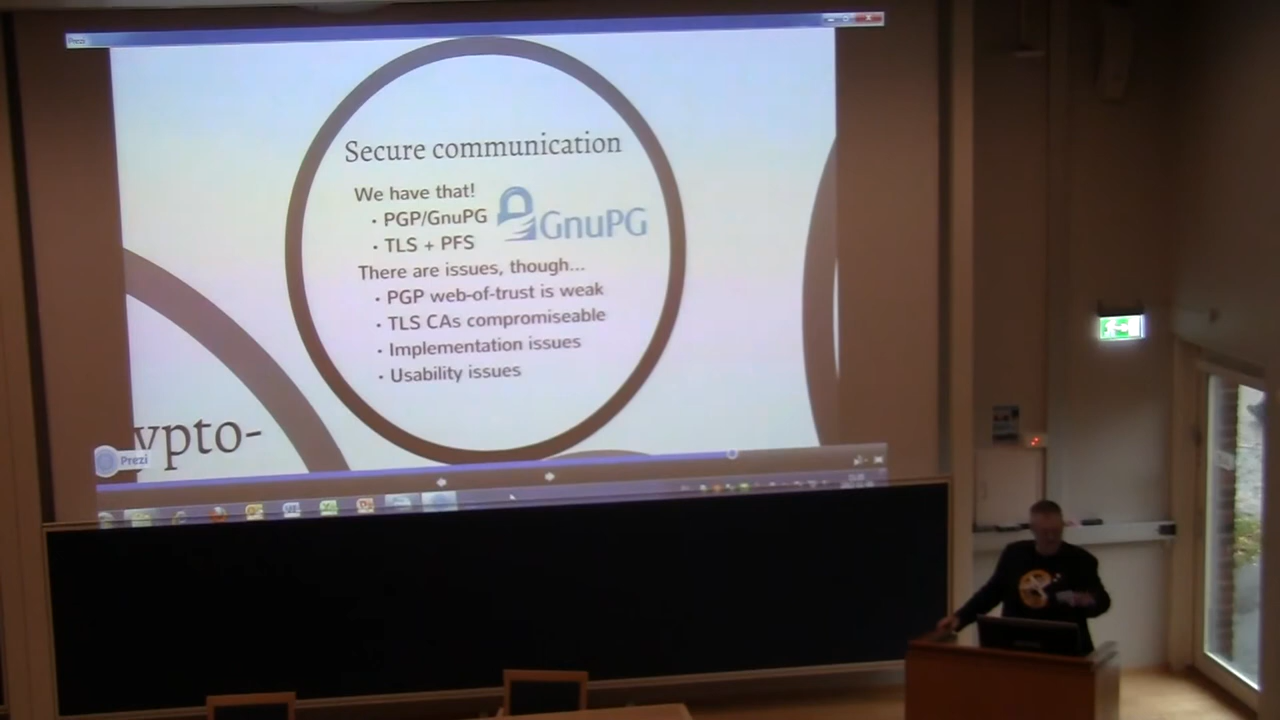 Prezi
Secure communication
We have that!
• PGP/GnuPG
• TLS + PFS
GnuPG
There are issues, though...
• PGP web-of-trust is weak
• TLS CAs compromiseable
• Implementation issues
• Usability issues
ypto-
Prezi